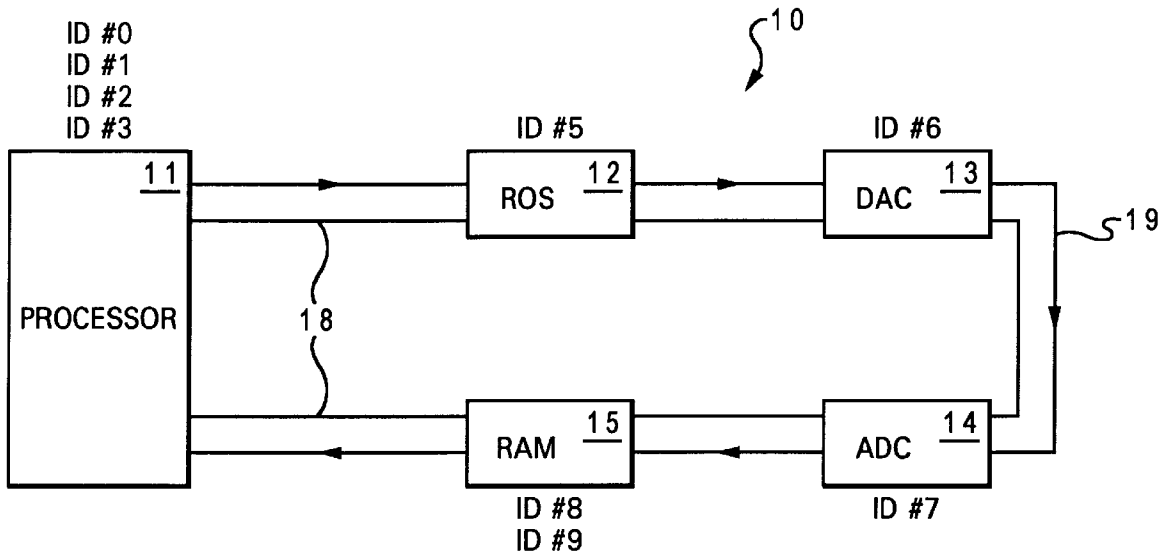 10
ID #0
ID #1
ID #2
ID #3
ID #5
ID #6
11
12
13
ROS
DAC
19
PROCESSOR
18
15
14
RAM
ADC
ID #8
ID #9
ID #7